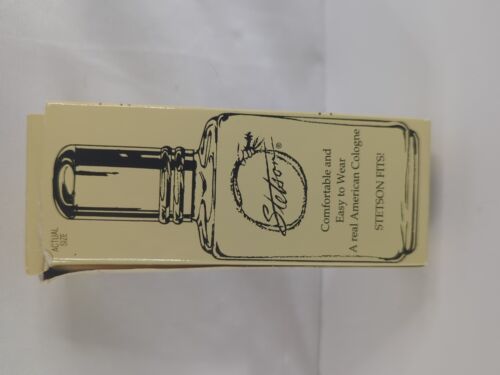 Stetson®
Comfortable and
Easy to Wear
A real American Cologne
STETSON FITS!
ACTUAL
SIZE